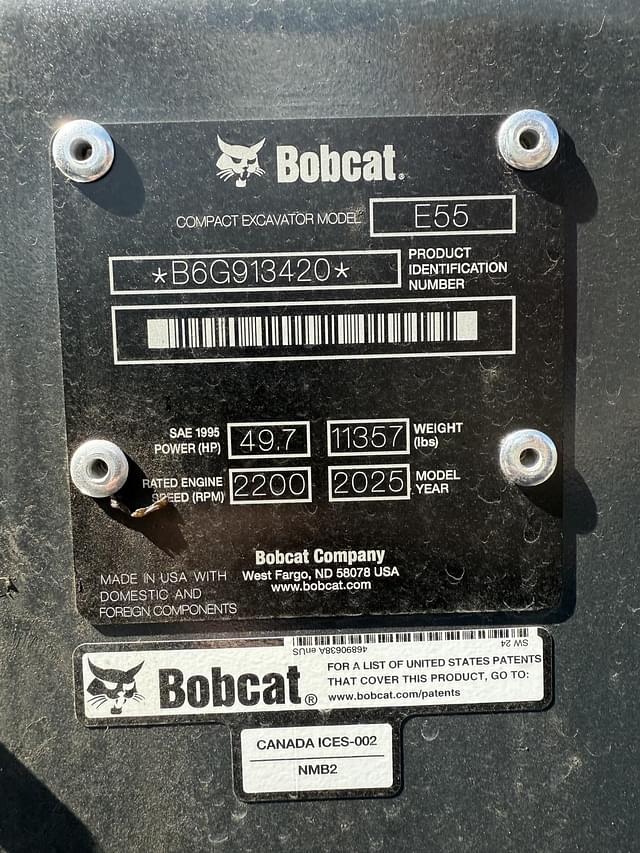 Bobcat®
COMPACT EXCAVATOR MODEL E55
*B6G913420*
PRODUCT
IDENTIFICATION
NUMBER
SAE 1995
POWER (HP) 49.7
11357 WEIGHT
(lbs)
RATED ENGINE
SPEED (RPM) 2200
2025 MODEL
YEAR
Bobcat Company
West Fargo, ND 58078 USA
www.bobcat.com
MADE IN USA WITH
DOMESTIC AND
FOREIGN COMPONENTS
46890638A enUS
SW 24
Bobcat®
FOR A LIST OF UNITED STATES PATENTS
THAT COVER THIS PRODUCT, GO TO:
www.bobcat.com/patents
CANADA ICES-002
NMB2